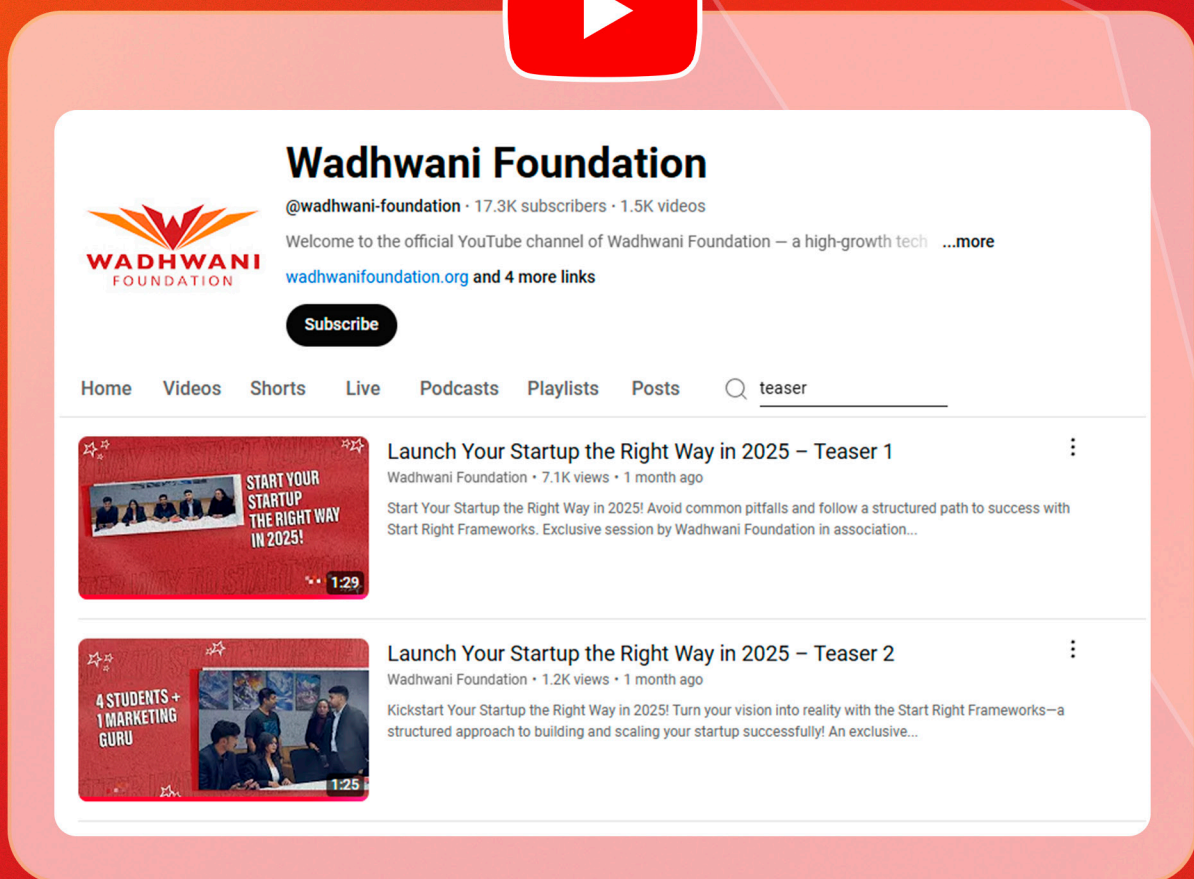 Wadhwani Foundation
@wadhwani-foundation · 17.3K subscribers · 1.5K videos
Welcome to the official YouTube channel of Wadhwani Foundation — a high-growth tech ...more
WADHWANI
FOUNDATION
wadhwanifoundation.org and 4 more links
Subscribe
Home Videos Shorts Live Podcasts Playlists Posts teaser
START YOUR
STARTUP
THE RIGHT WAY
IN 2025!
1:29
Launch Your Startup the Right Way in 2025 – Teaser 1
Wadhwani Foundation • 7.1K views • 1 month ago
Start Your Startup the Right Way in 2025! Avoid common pitfalls and follow a structured path to success with
Start Right Frameworks. Exclusive session by Wadhwani Foundation in association...
4 STUDENTS +
1 MARKETING
GURU
1:25
Launch Your Startup the Right Way in 2025 – Teaser 2
Wadhwani Foundation • 1.2K views • 1 month ago
Kickstart Your Startup the Right Way in 2025! Turn your vision into reality with the Start Right Frameworks—a
structured approach to building and scaling your startup successfully! An exclusive...